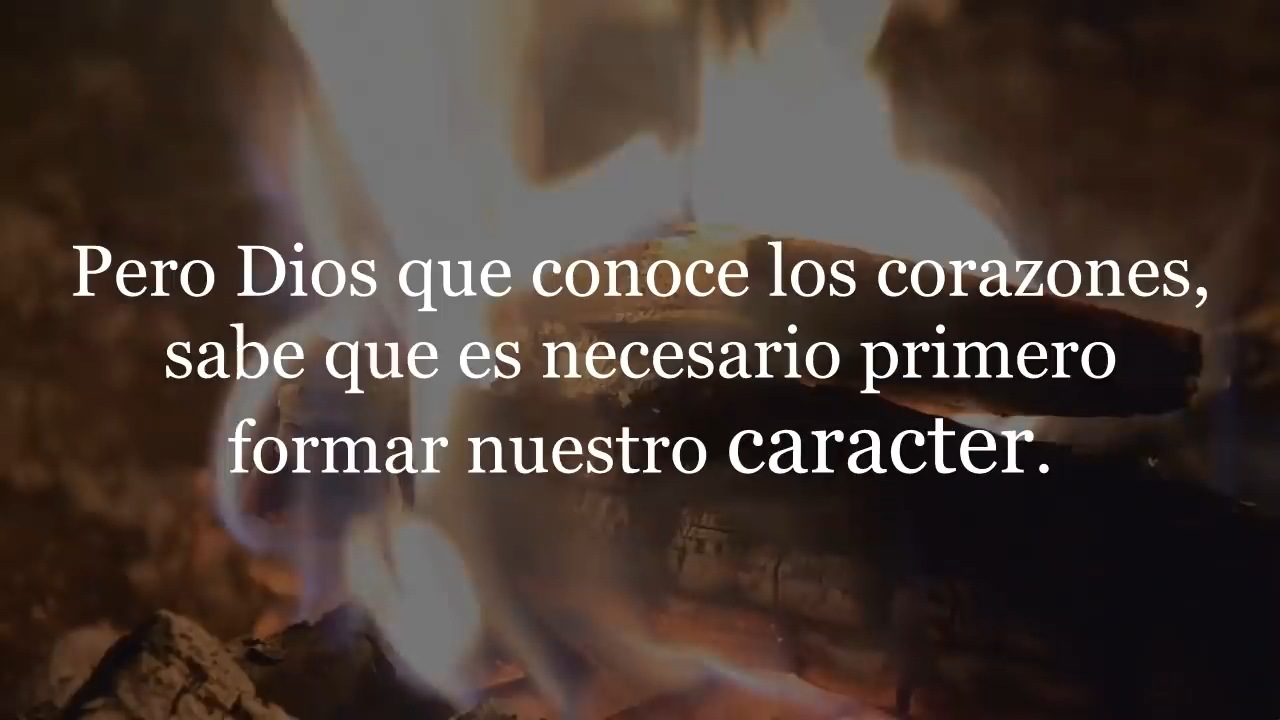 Pero Dios que conoce los corazones,
sabe que es necesario primero
formar nuestro caracter.